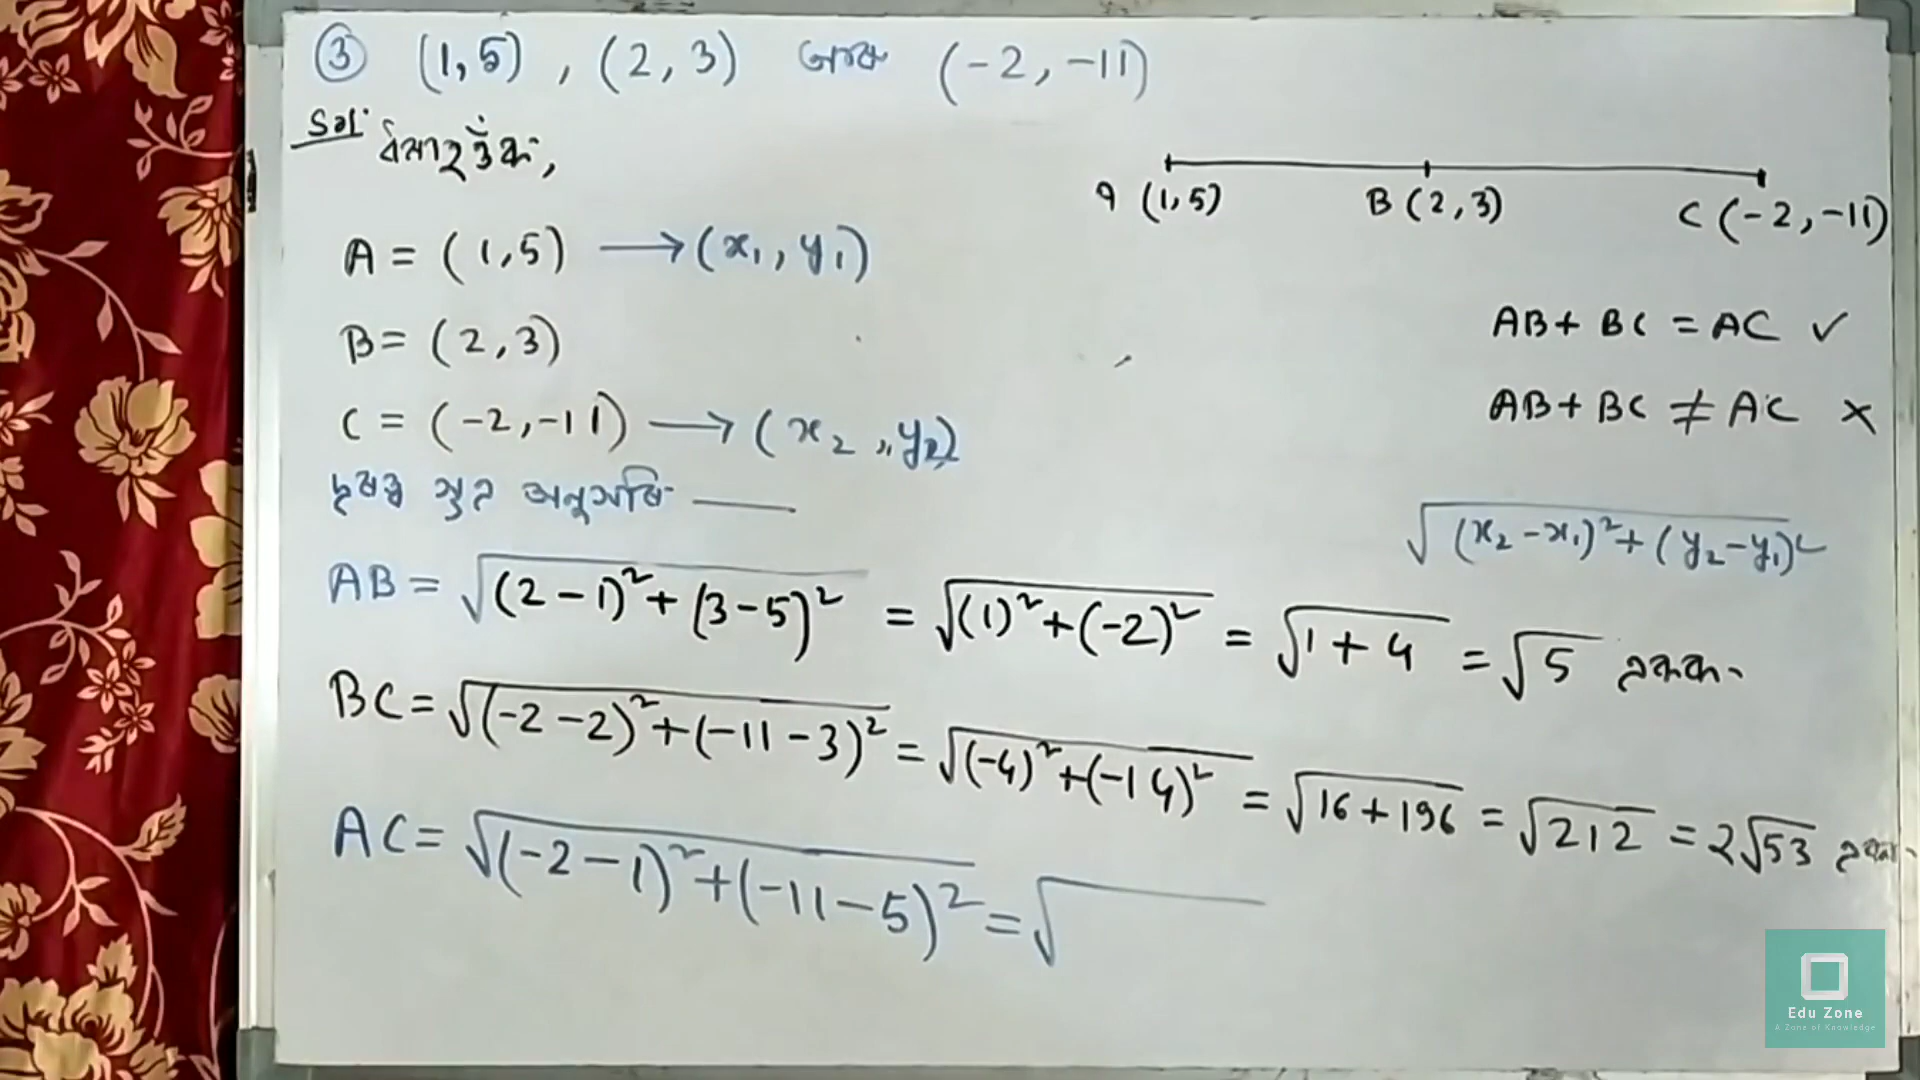 ③ (1,5) , (2,3) আৰু (-2,-11)
Sol:
A (1,5) B (2,3) C (-2,-11)
A = (1,5) → (x₁, y₁)
B = (2,3)
C = (-2,-11) → (x₂, y₂)
AB + BC = AC ✓
AB + BC ≠ AC ×
দূৰত্ব সূত্ৰ অনুসৰি —
√(x₂-x₁)²+(y₂-y₁)²
AB = √(2-1)²+(3-5)² = √(1)²+(-2)² = √1+4 = √5 একক
BC = √(-2-2)²+(-11-3)² = √(-4)²+(-14)² = √16+196 = √212 = 2√53 একক
AC = √(-2-1)²+(-11-5)² = √
Edu Zone
A Zone of Knowledge